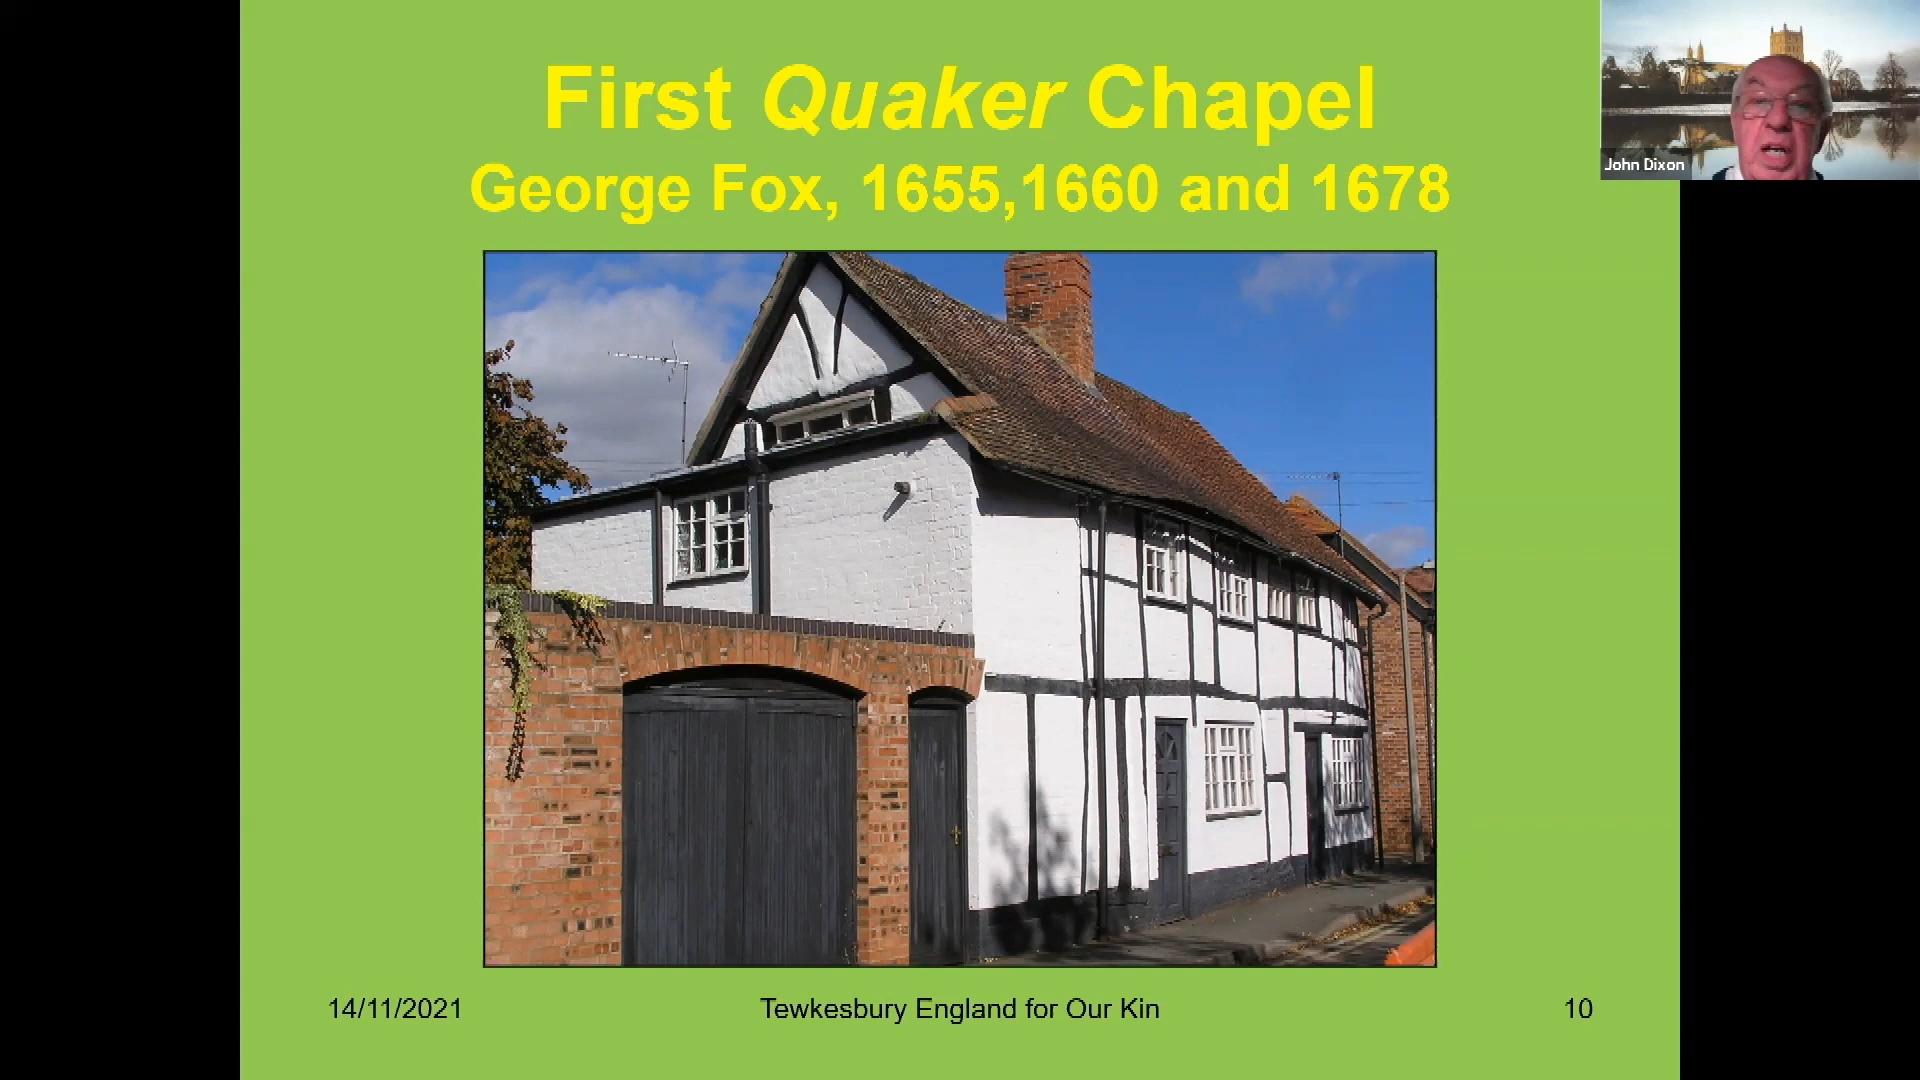 First Quaker Chapel
George Fox, 1655,1660 and 1678
John Dixon
14/11/2021
Tewkesbury England for Our Kin
10